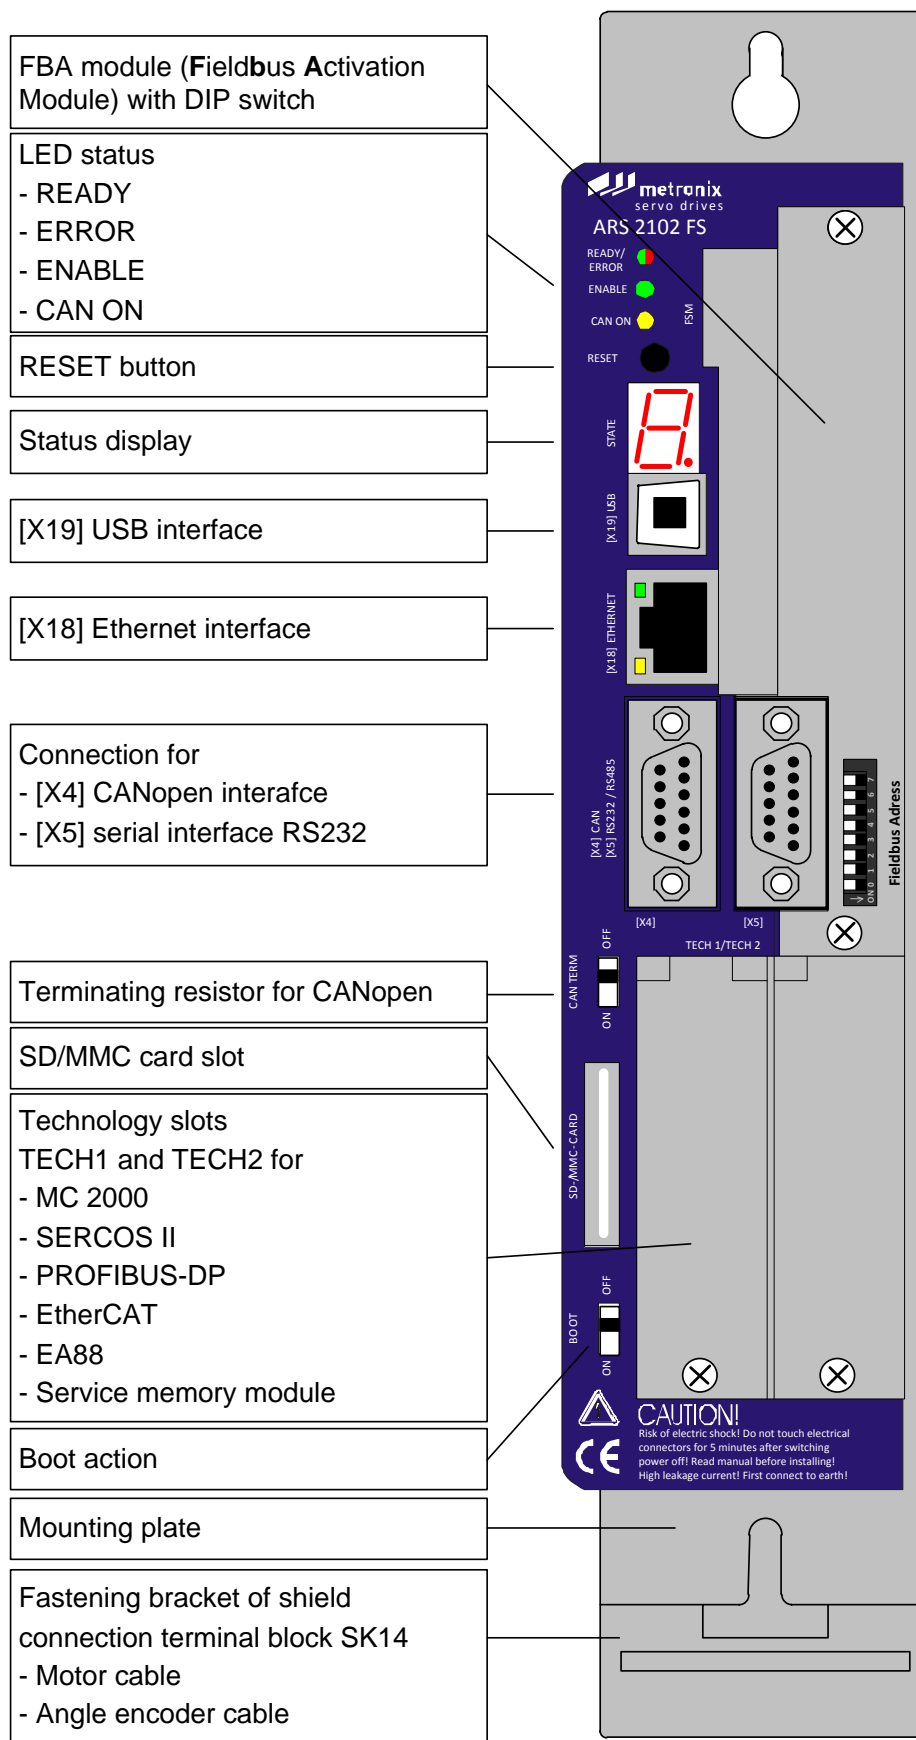 FBA module (Fieldbus Activation
Module) with DIP switch
LED status
- READY
- ERROR
- ENABLE
- CAN ON
RESET button
Status display
[X19] USB interface
[X18] Ethernet interface
Connection for
- [X4] CANopen interafce
- [X5] serial interface RS232
Terminating resistor for CANopen
SD/MMC card slot
Technology slots
TECH1 and TECH2 for
- MC 2000
- SERCOS II
- PROFIBUS-DP
- EtherCAT
- EA88
- Service memory module
Boot action
Mounting plate
Fastening bracket of shield
connection terminal block SK14
- Motor cable
- Angle encoder cable
metronix
servo drives
ARS 2102 FS
READY/
ERROR
ENABLE
CAN ON
FSM
RESET
STATE
8.
[X19] USB
[X18] ETHERNET
[X4] CAN
[X5] RS232 / RS485
ON 0 1 2 3 4 5 6 7
Fieldbus Adress
[X4]
[X5]
TECH 1/TECH 2
OFF
CAN TERM
ON
SD-/MMC-CARD
OFF
BOOT
ON
CAUTION!
Risk of electric shock! Do not touch electrical
connectors for 5 minutes after switching
power off! Read manual before installing!
High leakage current! First connect to earth!
CE